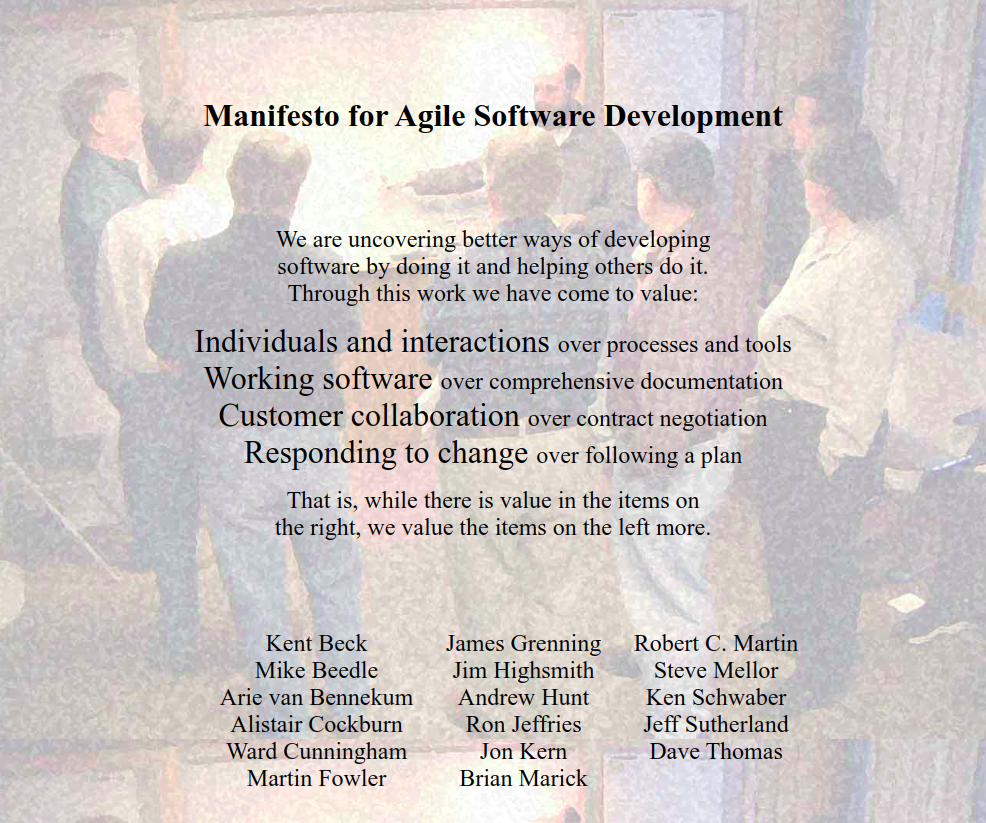 Manifesto for Agile Software Development
We are uncovering better ways of developing
software by doing it and helping others do it.
Through this work we have come to value:
Individuals and interactions over processes and tools
Working software over comprehensive documentation
Customer collaboration over contract negotiation
Responding to change over following a plan
That is, while there is value in the items on
the right, we value the items on the left more.
Kent Beck
Mike Beedle
Arie van Bennekum
Alistair Cockburn
Ward Cunningham
Martin Fowler
James Grenning
Jim Highsmith
Andrew Hunt
Ron Jeffries
Jon Kern
Brian Marick
Robert C. Martin
Steve Mellor
Ken Schwaber
Jeff Sutherland
Dave Thomas